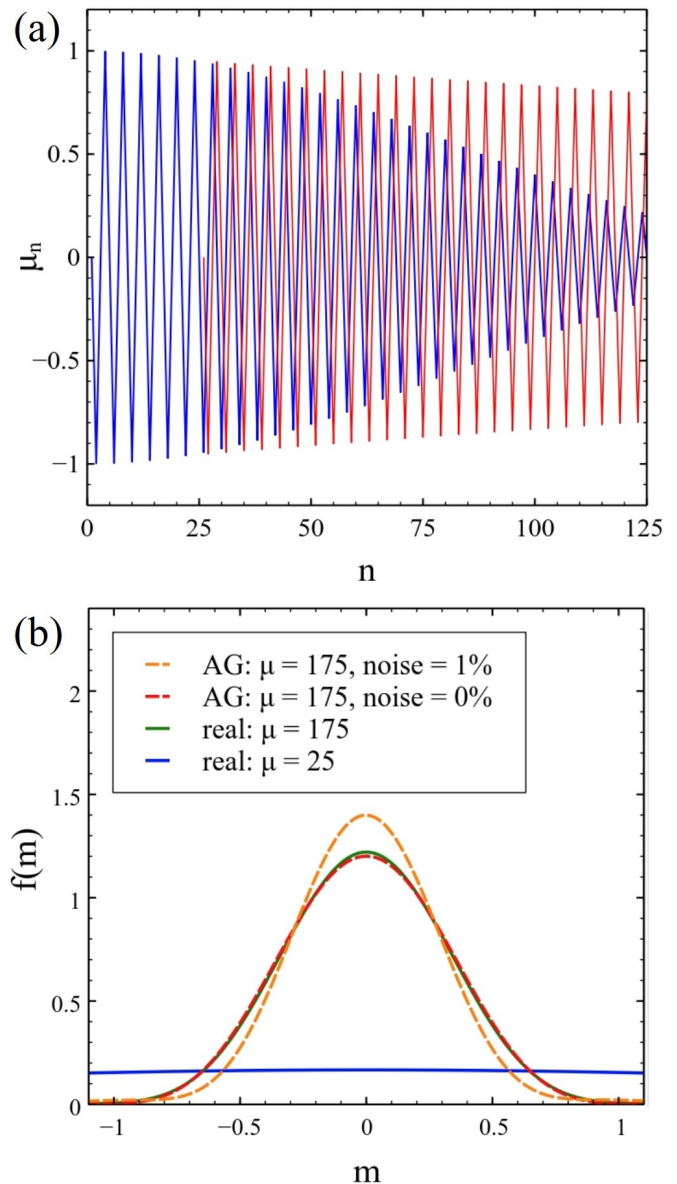 (a)
1
0.5
0
−0.5
−1
μn
0 25 50 75 100 125
n
(b)
AG: μ = 175, noise = 1%
AG: μ = 175, noise = 0%
real: μ = 175
real: μ = 25
2
1.5
1
0.5
0
f(m)
−1 −0.5 0 0.5 1
m